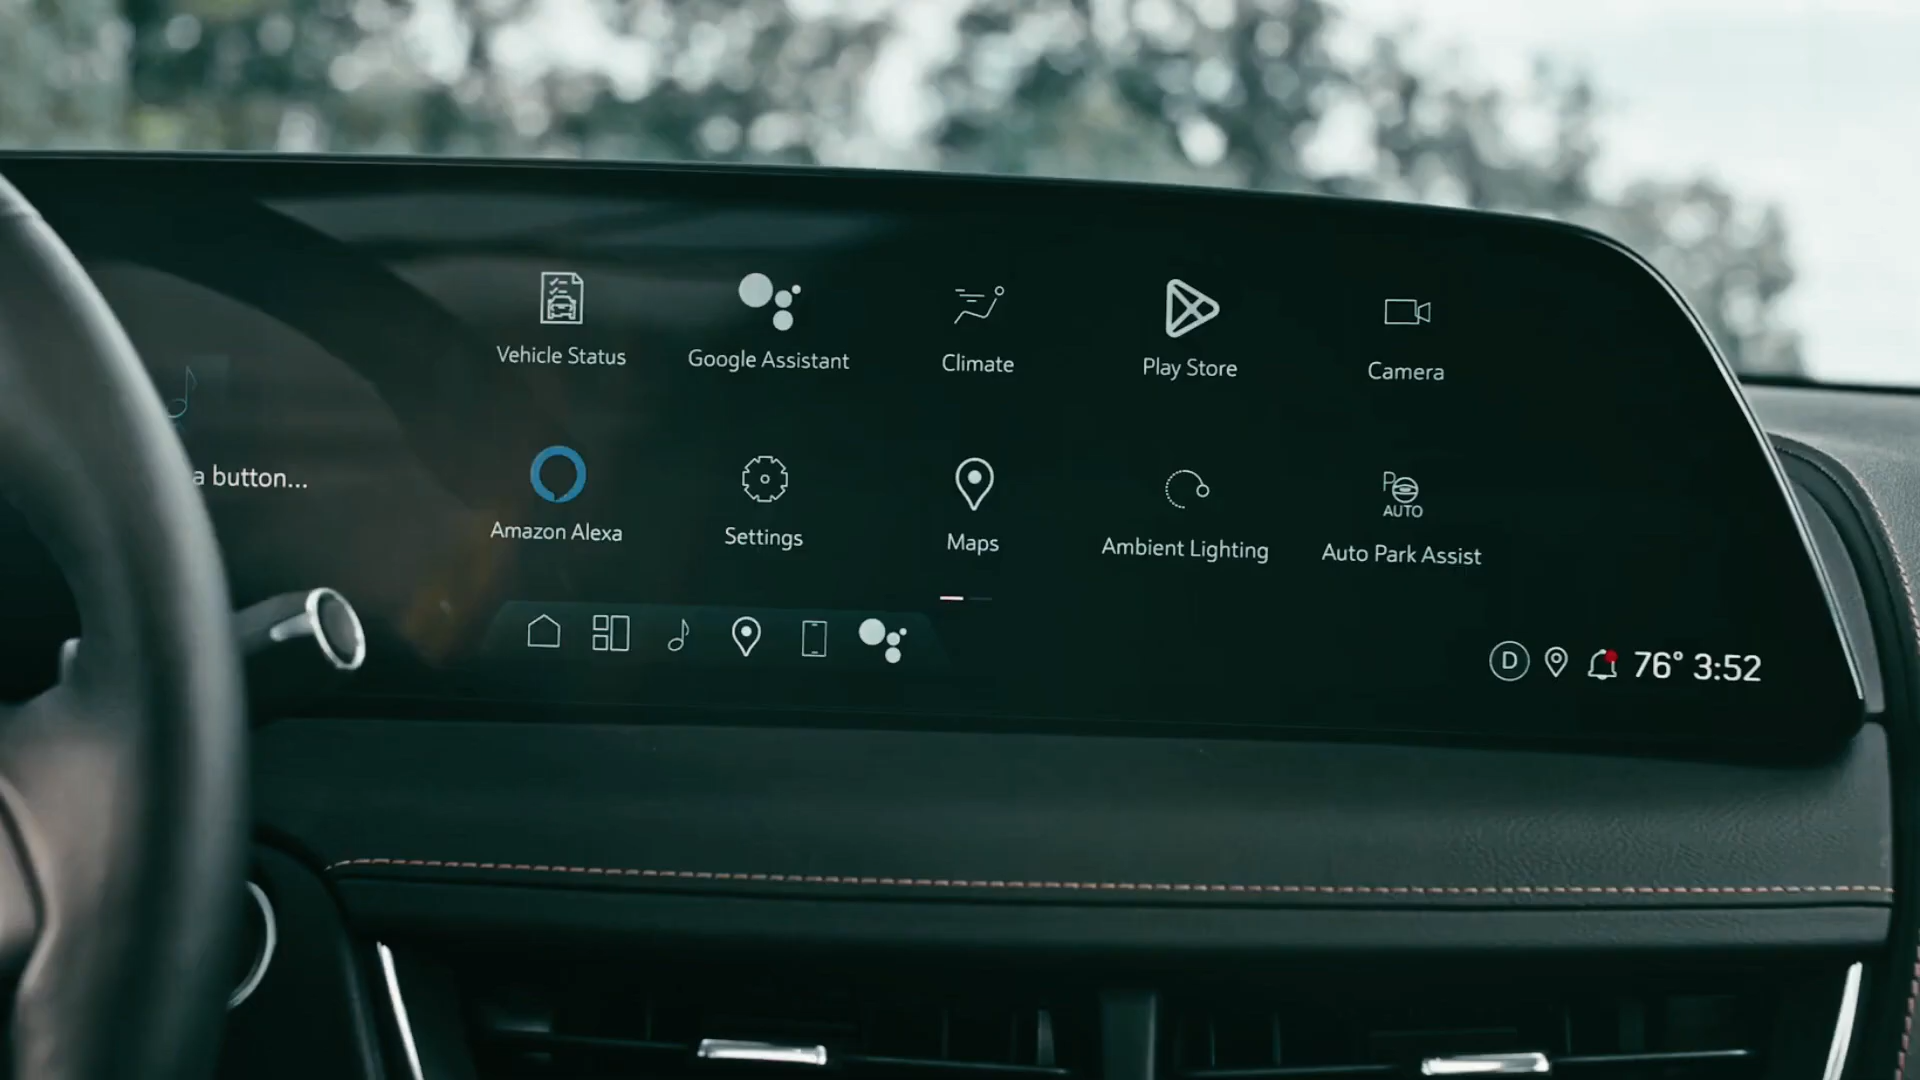 Vehicle Status
Google Assistant
Climate
Play Store
Camera
a button...
P
AUTO
Amazon Alexa
Settings
Maps
Ambient Lighting
Auto Park Assist
D
76° 3:52